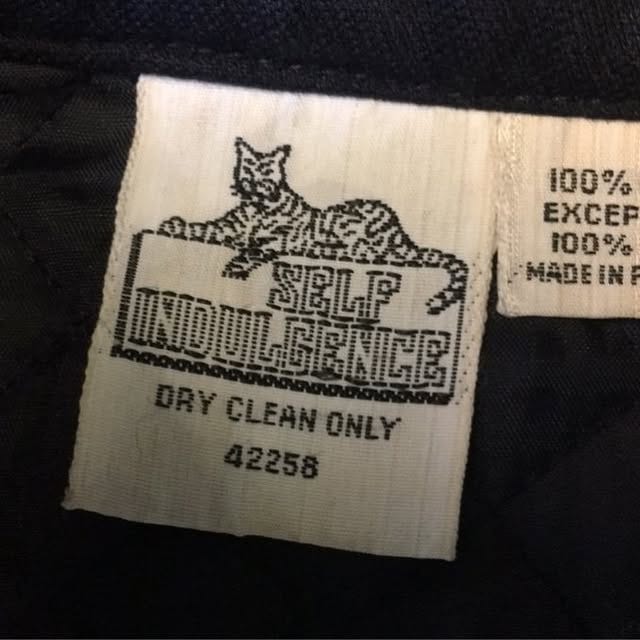 SELF
INDULGENCE
DRY CLEAN ONLY
42258
100%
EXCEP
100%
MADE IN